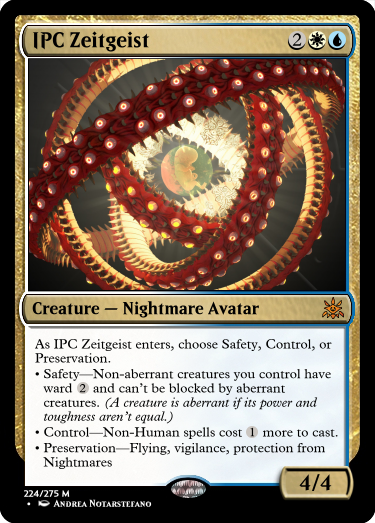 IPC Zeitgeist 2
Creature — Nightmare Avatar
As IPC Zeitgeist enters, choose Safety, Control, or
Preservation.
• Safety—Non-aberrant creatures you control have
ward 2 and can't be blocked by aberrant
creatures. (A creature is aberrant if its power and
toughness aren't equal.)
• Control—Non-Human spells cost 1 more to cast.
• Preservation—Flying, vigilance, protection from
Nightmares
4/4
224/275 M
• Andrea Notarstefano